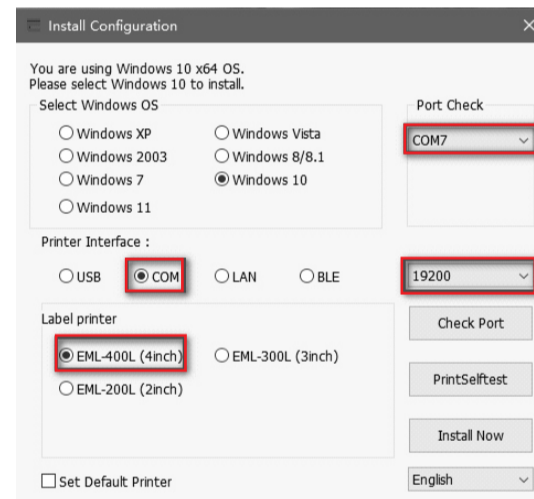 Install Configuration
You are using Windows 10 x64 OS.
Please select Windows 10 to install.
Select Windows OS
Port Check
Windows XP
Windows Vista
COM7
Windows 2003
Windows 8/8.1
Windows 7
Windows 10
Windows 11
Printer Interface :
USB
COM
LAN
BLE
19200
Label printer
Check Port
EML-400L (4inch)
EML-300L (3inch)
EML-200L (2inch)
PrintSelftest
Install Now
Set Default Printer
English